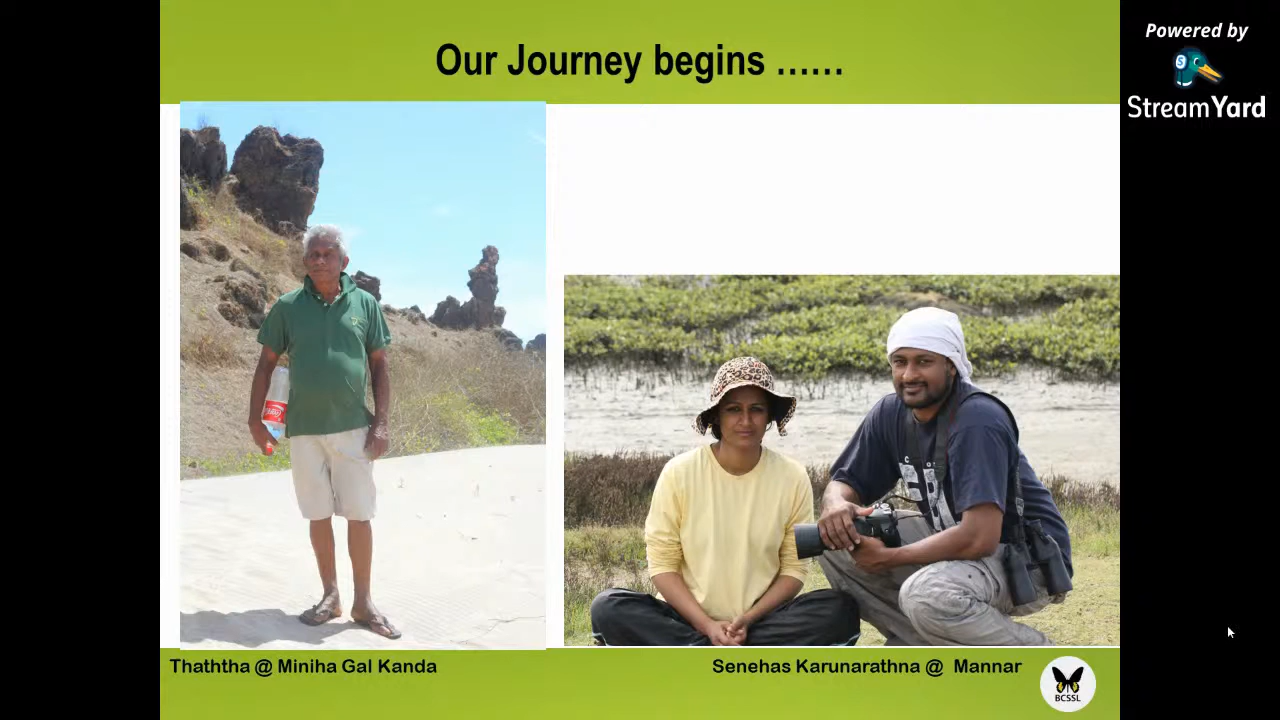 Our Journey begins ......
Powered by
StreamYard
Thaththa @ Miniha Gal Kanda
Senehas Karunarathna @ Mannar
BCSSL